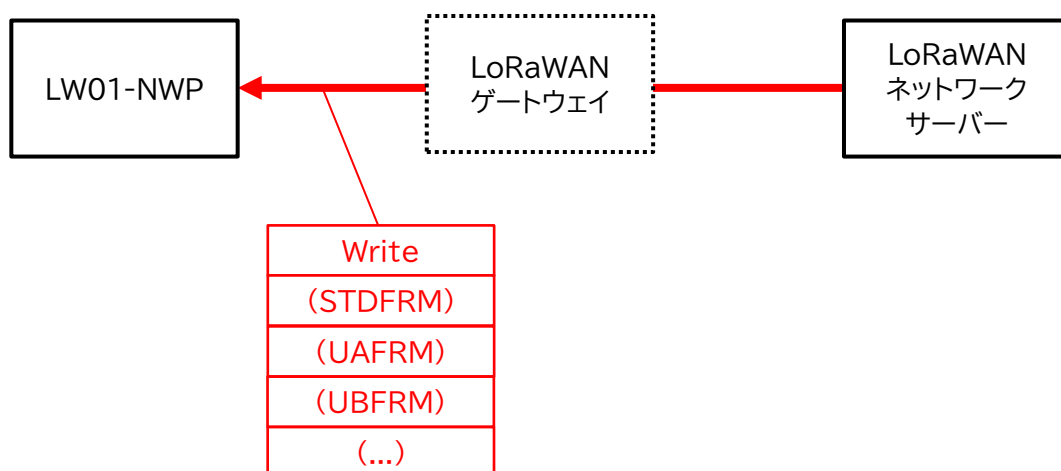 LW01-NWP
LoRaWAN
ゲートウェイ
LoRaWAN
ネットワーク
サーバー
Write
(STDFRM)
(UAFRM)
(UBFRM)
(...)